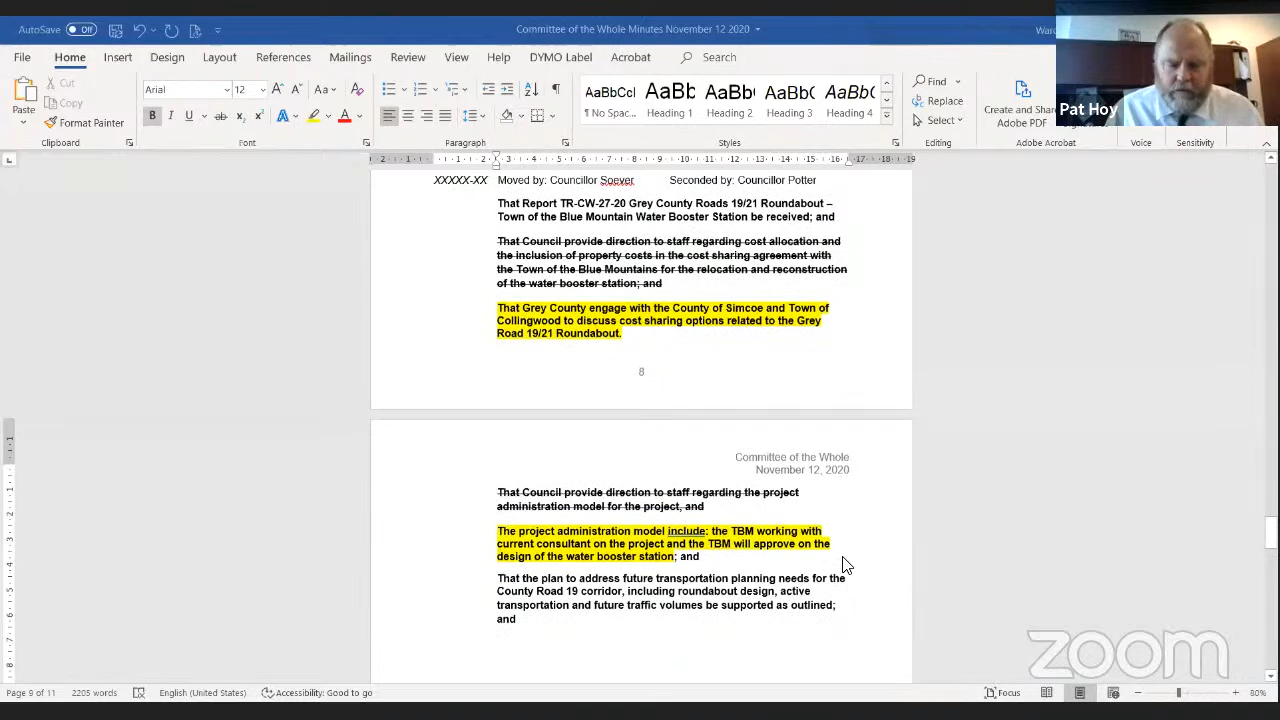 AutoSave Off Committee of the Whole Minutes November 12 2020
File Home Insert Design Layout References Mailings Review View Help DYMO Label Acrobat Search
Paste
Cut
Copy
Format Painter
Clipboard
Arial 12
Font
Paragraph
AaBbCcI AaBb AaBb AaBb AaBb
¶ No Spac... Heading 1 Heading 2 Heading 3 Heading 4
Styles
Find
Replace
Select
Editing
Create and Share
Adobe PDF
Voice
Sensitivity
Pat Hoy
XXXXX-XX Moved by: Councillor Soever Seconded by: Councillor Potter
That Report TR-CW-27-20 Grey County Roads 19/21 Roundabout –
Town of the Blue Mountain Water Booster Station be received; and
That Council provide direction to staff regarding cost allocation and
the inclusion of property costs in the cost sharing agreement with
the Town of the Blue Mountains for the relocation and reconstruction
of the water booster station; and
That Grey County engage with the County of Simcoe and Town of
Collingwood to discuss cost sharing options related to the Grey
Road 19/21 Roundabout.
8
Committee of the Whole
November 12, 2020
That Council provide direction to staff regarding the project
administration model for the project, and
The project administration model include: the TBM working with
current consultant on the project and the TBM will approve on the
design of the water booster station; and
That the plan to address future transportation planning needs for the
County Road 19 corridor, including roundabout design, active
transportation and future traffic volumes be supported as outlined;
and
zoom
Page 9 of 11 2205 words English (United States) Accessibility: Good to go Focus 80%